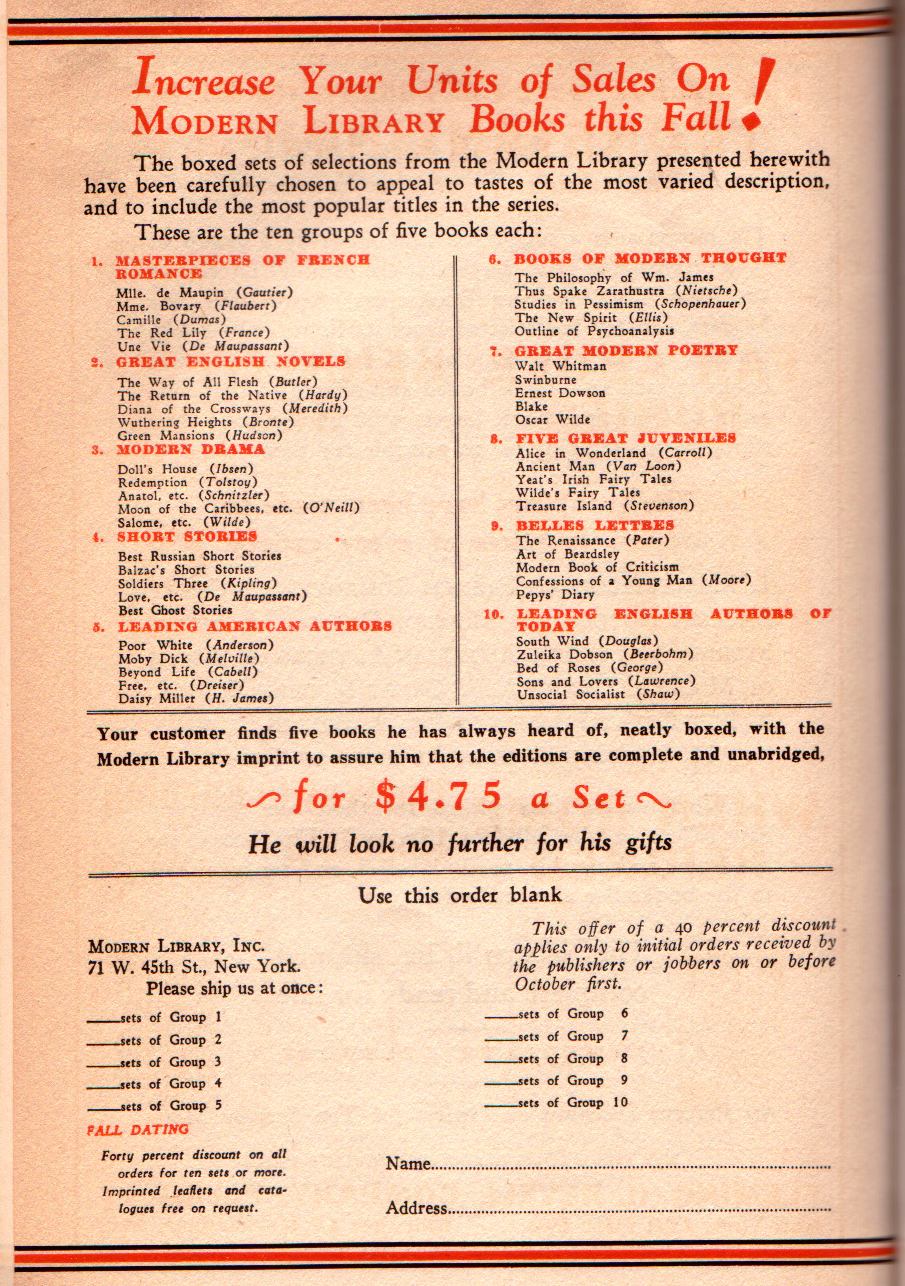 Increase Your Units of Sales On
MODERN LIBRARY Books this Fall!
The boxed sets of selections from the Modern Library presented herewith
have been carefully chosen to appeal to tastes of the most varied description,
and to include the most popular titles in the series.
These are the ten groups of five books each:
1. MASTERPIECES OF FRENCH
ROMANCE
Mlle. de Maupin (Gautier)
Mme. Bovary (Flaubert)
Camille (Dumas)
The Red Lily (France)
Une Vie (De Maupassant)
2. GREAT ENGLISH NOVELS
The Way of All Flesh (Butler)
The Return of the Native (Hardy)
Diana of the Crossways (Meredith)
Wuthering Heights (Bronte)
Green Mansions (Hudson)
3. MODERN DRAMA
Doll's House (Ibsen)
Redemption (Tolstoy)
Anatol, etc. (Schnitzler)
Moon of the Caribbees, etc. (O'Neill)
Salome, etc. (Wilde)
4. SHORT STORIES
Best Russian Short Stories
Balzac's Short Stories
Soldiers Three (Kipling)
Love, etc. (De Maupassant)
Best Ghost Stories
5. LEADING AMERICAN AUTHORS
Poor White (Anderson)
Moby Dick (Melville)
Beyond Life (Cabell)
Free, etc. (Dreiser)
Daisy Miller (H. James)
6. BOOKS OF MODERN THOUGHT
The Philosophy of Wm. James
Thus Spake Zarathustra (Nietsche)
Studies in Pessimism (Schopenhauer)
The New Spirit (Ellis)
Outline of Psychoanalysis
7. GREAT MODERN POETRY
Walt Whitman
Swinburne
Ernest Dowson
Blake
Oscar Wilde
8. FIVE GREAT JUVENILES
Alice in Wonderland (Carroll)
Ancient Man (Van Loon)
Yeat's Irish Fairy Tales
Wilde's Fairy Tales
Treasure Island (Stevenson)
9. BELLES LETTRES
The Renaissance (Pater)
Art of Beardsley
Modern Book of Criticism
Confessions of a Young Man (Moore)
Pepys' Diary
10. LEADING ENGLISH AUTHORS OF
TODAY
South Wind (Douglas)
Zuleika Dobson (Beerbohm)
Bed of Roses (George)
Sons and Lovers (Lawrence)
Unsocial Socialist (Shaw)
Your customer finds five books he has always heard of, neatly boxed, with the
Modern Library imprint to assure him that the editions are complete and unabridged,
for $4.75 a Set
He will look no further for his gifts
Use this order blank
MODERN LIBRARY, INC.
71 W. 45th St., New York.
Please ship us at once:
This offer of a 40 percent discount
applies only to initial orders received by
the publishers or jobbers on or before
October first.
____sets of Group 1
____sets of Group 2
____sets of Group 3
____sets of Group 4
____sets of Group 5
____sets of Group 6
____sets of Group 7
____sets of Group 8
____sets of Group 9
____sets of Group 10
FALL DATING
Forty percent discount on all
orders for ten sets or more.
Imprinted leaflets and cata-
logues free on request.
Name........................
Address........................